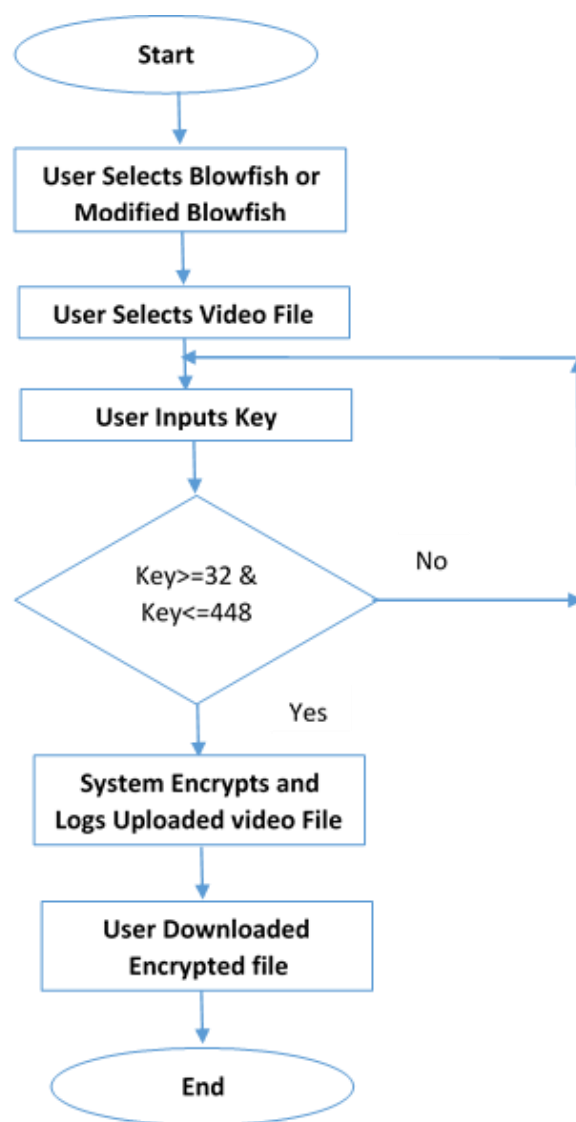 Start
User Selects Blowfish or
Modified Blowfish
User Selects Video File
User Inputs Key
Key>=32 &
Key<=448
No
Yes
System Encrypts and
Logs Uploaded video File
User Downloaded
Encrypted file
End